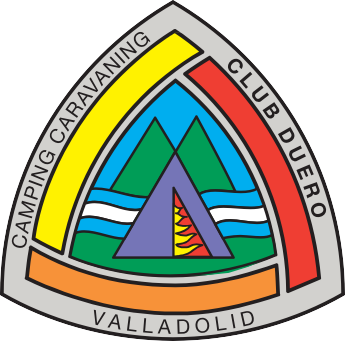 CAMPING CARAVANING
CLUB DUERO
VALLADOLID